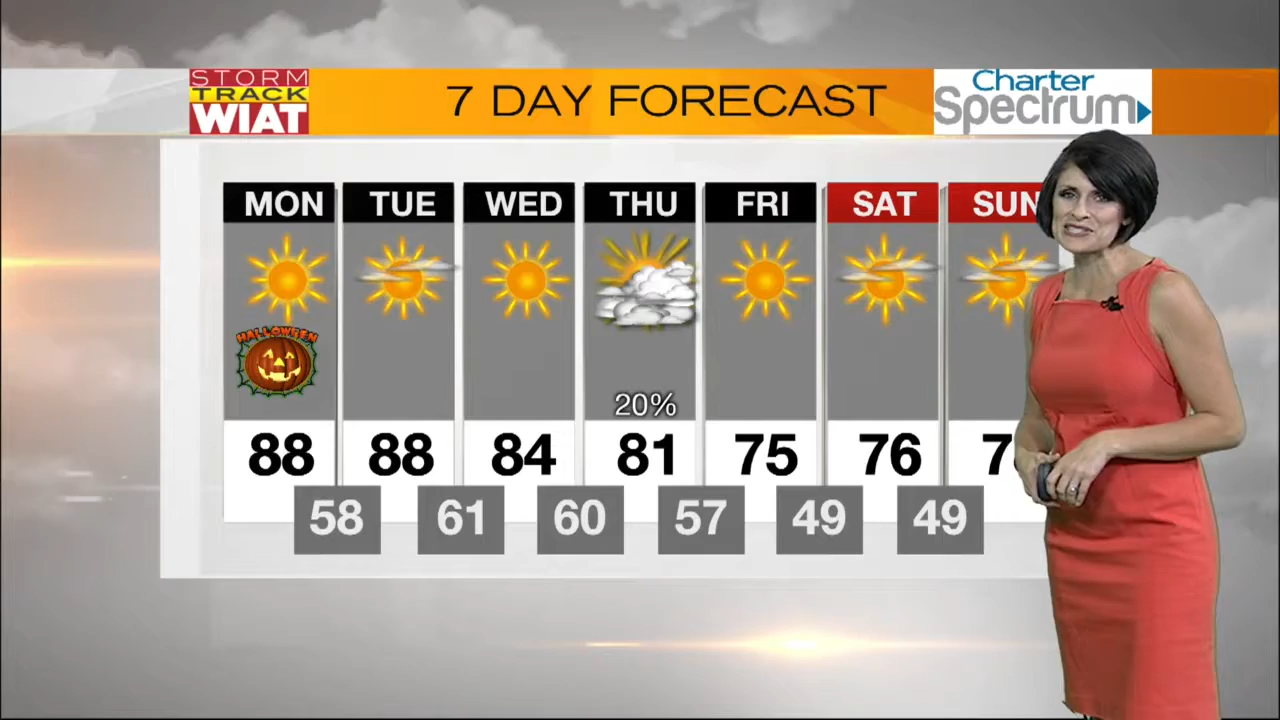 STORM
TRACK
WIAT
7 DAY FORECAST
Charter
Spectrum
MON TUE WED THU FRI SAT SUN
HALLOWEEN
20%
88 88 84 81 75 76
58 61 60 57 49 49